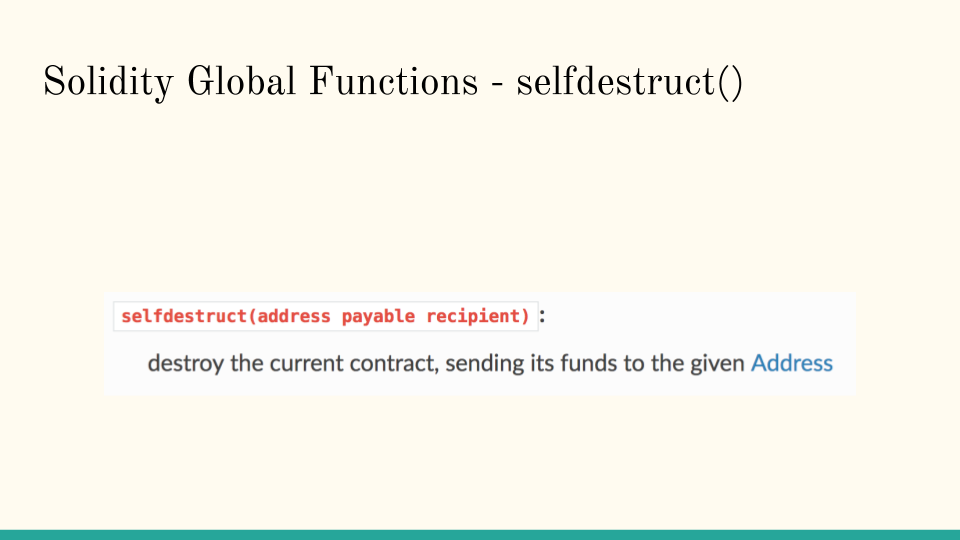 Solidity Global Functions - selfdestruct()
selfdestruct(address payable recipient):
destroy the current contract, sending its funds to the given Address